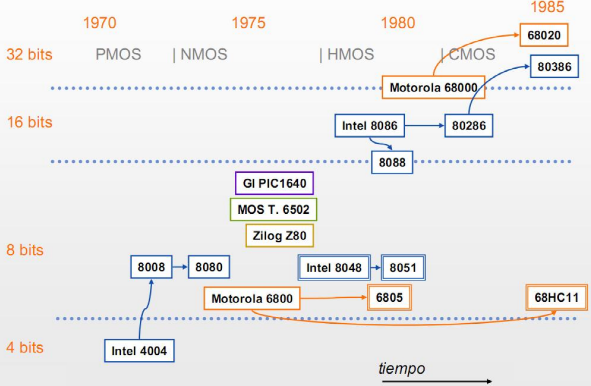 1970 1975 1980 1985
PMOS | NMOS | HMOS | CMOS
32 bits
68020
80386
Motorola 68000
16 bits
Intel 8086 80286
8088
GI PIC1640
MOS T. 6502
Zilog Z80
8 bits
8008 8080 Intel 8048 8051
Motorola 6800 6805 68HC11
4 bits
Intel 4004
tiempo